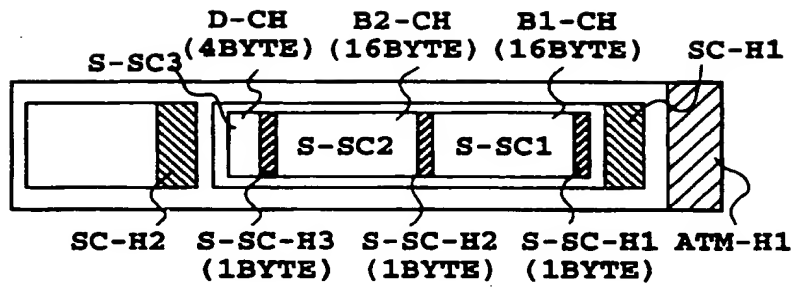 D-CH B2-CH B1-CH
(4BYTE) (16BYTE) (16BYTE) SC-H1
S-SC3
S-SC2 S-SC1
SC-H2 S-SC-H3 S-SC-H2 S-SC-H1 ATM-H1
(1BYTE) (1BYTE) (1BYTE)